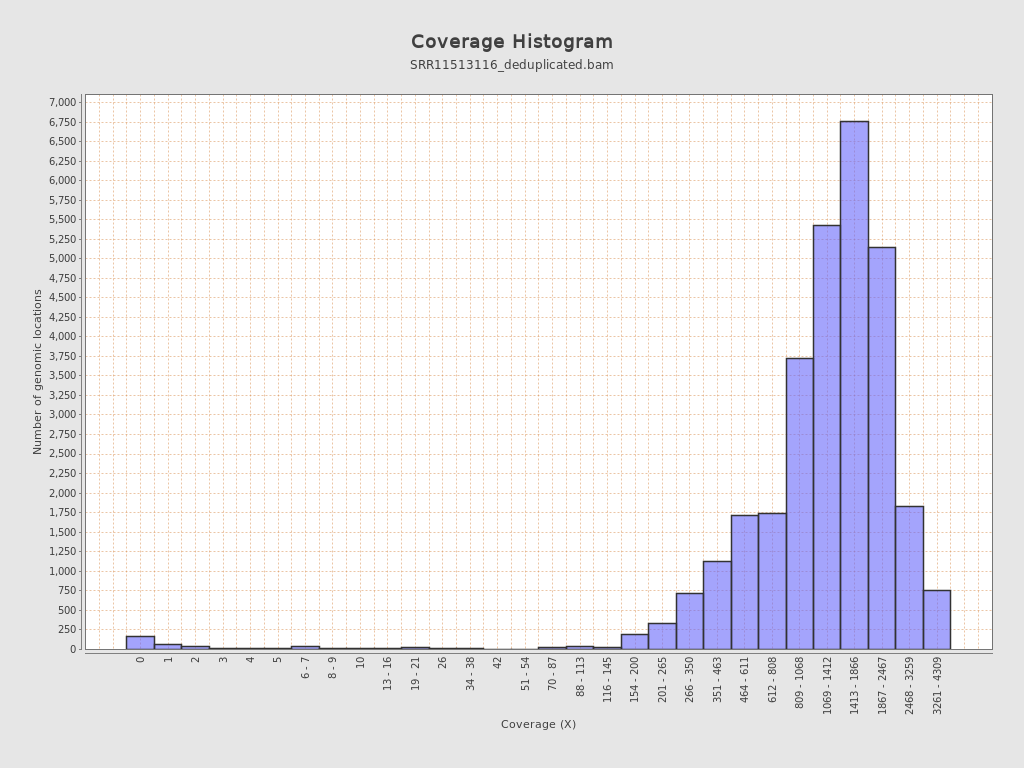 Coverage Histogram
SRR11513116_deduplicated.bam
Number of genomic locations
7,000
6,750
6,500
6,250
6,000
5,750
5,500
5,250
5,000
4,750
4,500
4,250
4,000
3,750
3,500
3,250
3,000
2,750
2,500
2,250
2,000
1,750
1,500
1,250
1,000
750
500
250
0
0
1
2
3
4
5
6 - 7
8 - 9
10
13 - 16
19 - 21
26
34 - 38
42
51 - 54
70 - 87
88 - 113
116 - 145
154 - 200
201 - 265
266 - 350
351 - 463
464 - 611
612 - 808
809 - 1068
1069 - 1412
1413 - 1866
1867 - 2467
2468 - 3259
3261 - 4309
Coverage (X)